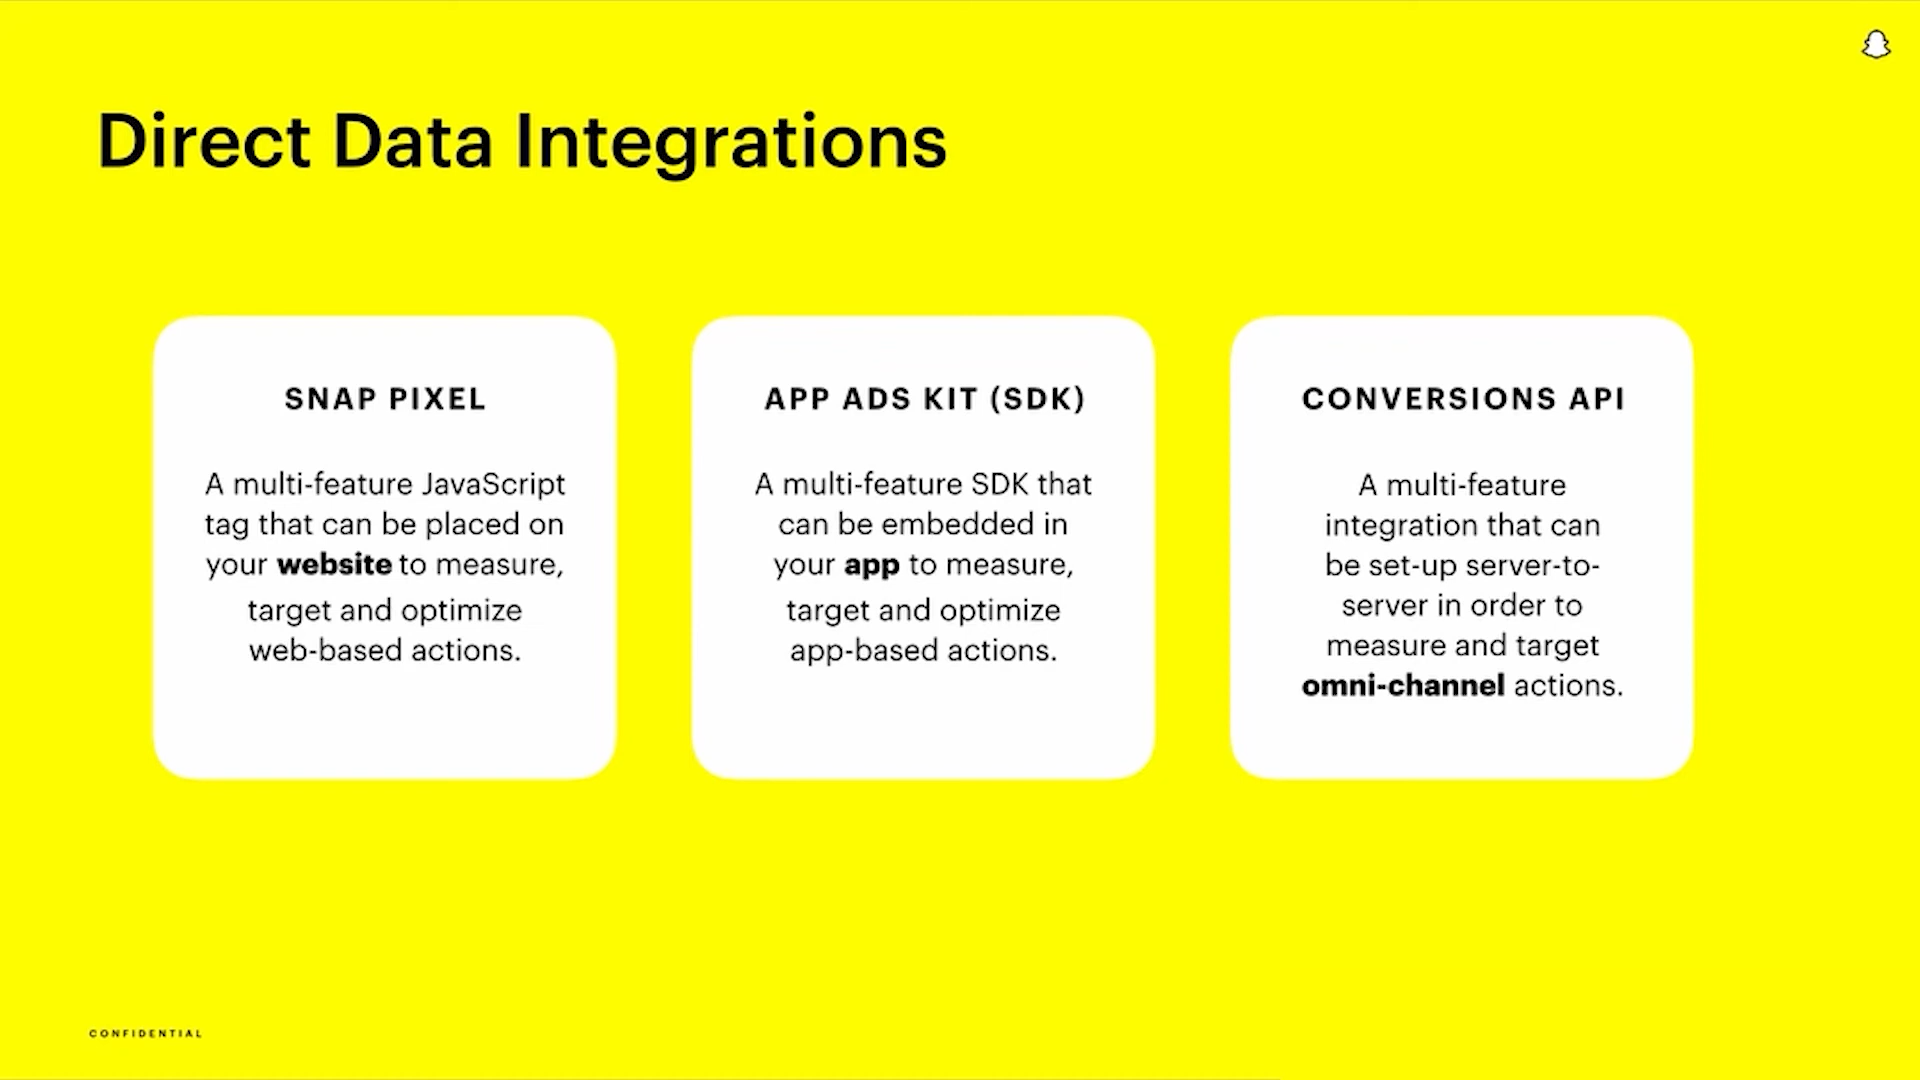 Direct Data Integrations
SNAP PIXEL
A multi-feature JavaScript
tag that can be placed on
your website to measure,
target and optimize
web-based actions.
APP ADS KIT (SDK)
A multi-feature SDK that
can be embedded in
your app to measure,
target and optimize
app-based actions.
CONVERSIONS API
A multi-feature
integration that can
be set-up server-to-
server in order to
measure and target
omni-channel actions.
CONFIDENTIAL